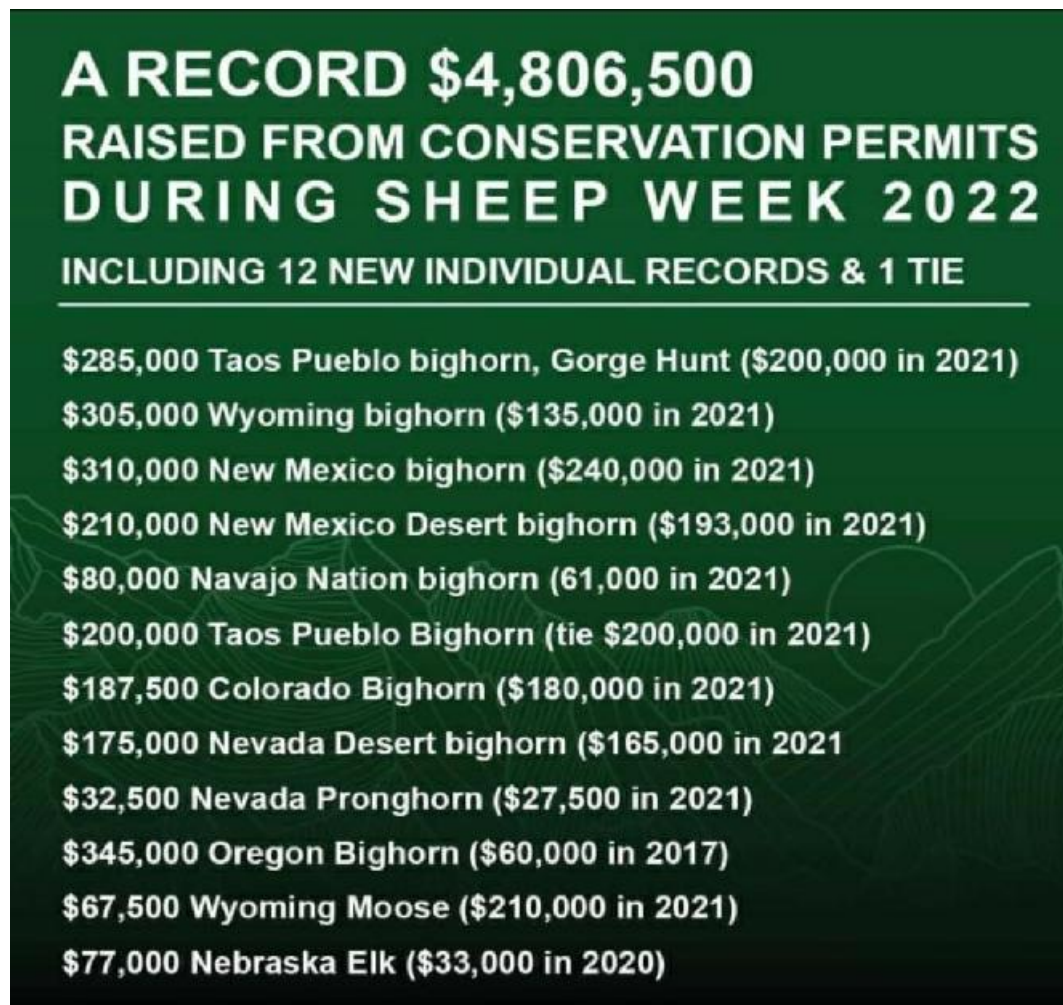 A RECORD $4,806,500
RAISED FROM CONSERVATION PERMITS
DURING SHEEP WEEK 2022
INCLUDING 12 NEW INDIVIDUAL RECORDS & 1 TIE
$285,000 Taos Pueblo bighorn, Gorge Hunt ($200,000 in 2021)
$305,000 Wyoming bighorn ($135,000 in 2021)
$310,000 New Mexico bighorn ($240,000 in 2021)
$210,000 New Mexico Desert bighorn ($193,000 in 2021)
$80,000 Navajo Nation bighorn (61,000 in 2021)
$200,000 Taos Pueblo Bighorn (tie $200,000 in 2021)
$187,500 Colorado Bighorn ($180,000 in 2021)
$175,000 Nevada Desert bighorn ($165,000 in 2021
$32,500 Nevada Pronghorn ($27,500 in 2021)
$345,000 Oregon Bighorn ($60,000 in 2017)
$67,500 Wyoming Moose ($210,000 in 2021)
$77,000 Nebraska Elk ($33,000 in 2020)